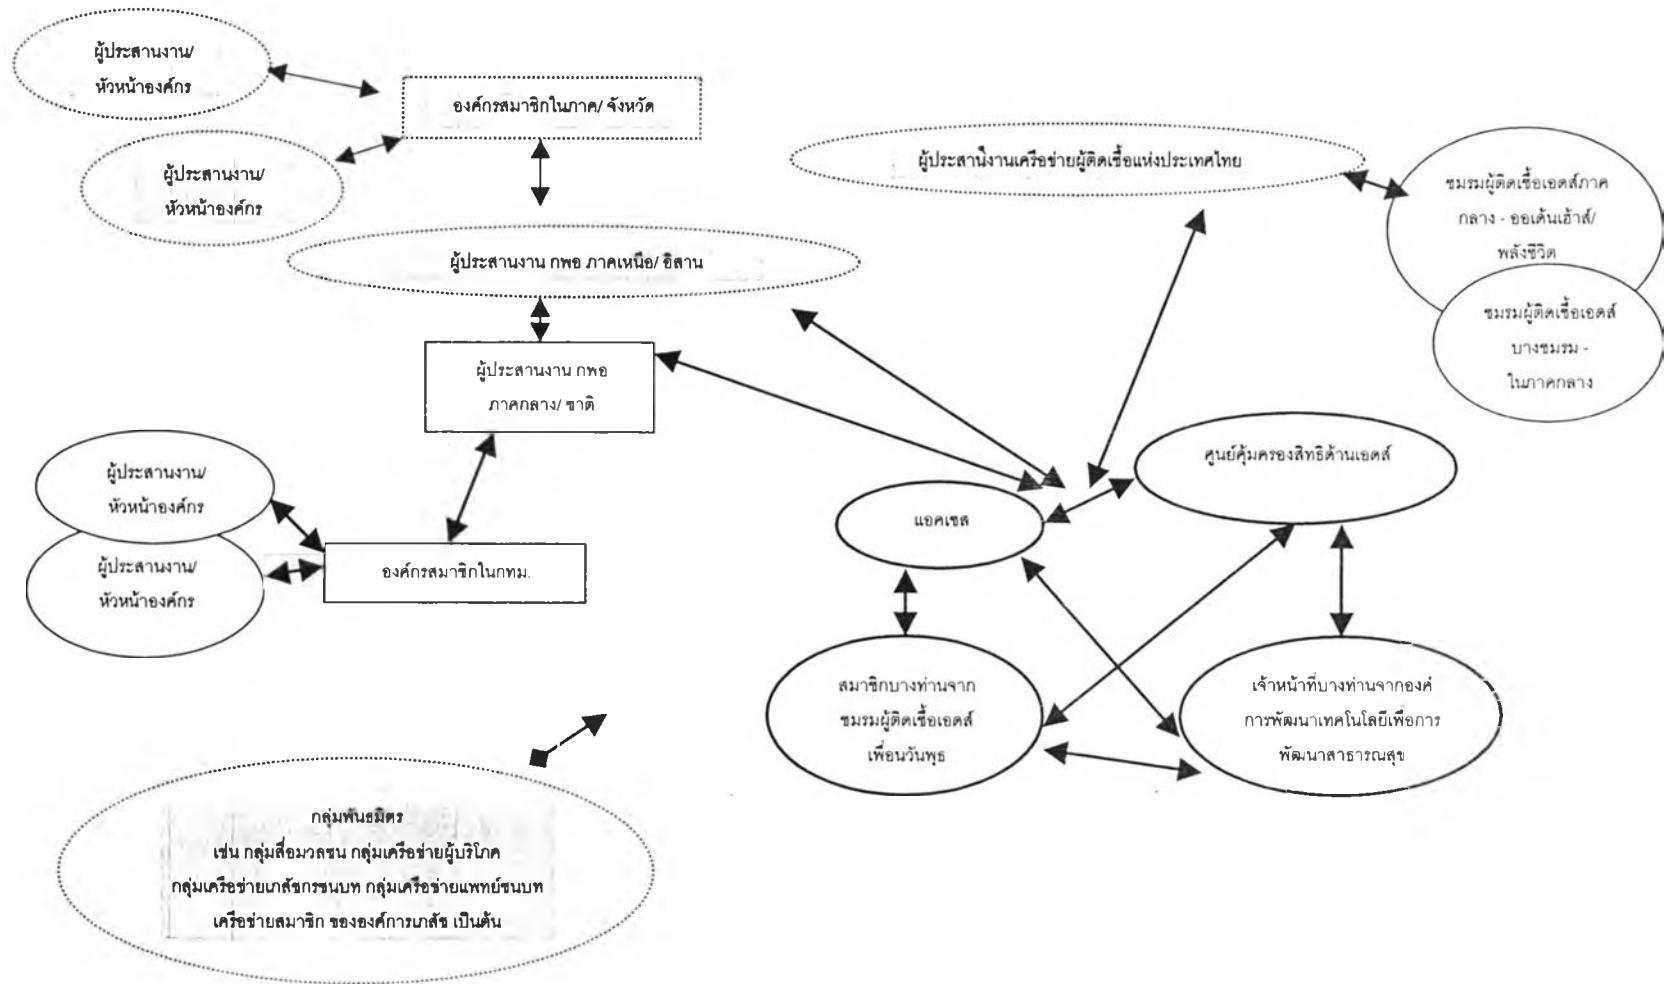 ผู้ประสานงาน/
หัวหน้าองค์กร
องค์กรสมาชิกในภาค/ จังหวัด
ผู้ประสานงาน/
หัวหน้าองค์กร
ผู้ประสานงานเครือข่ายผู้ติดเชื้อแห่งประเทศไทย
ชมรมผู้ติดเชื้อเอดส์ภาค
กลาง - ออเด้นเฮ้าส์/
พลังชีวิต
ผู้ประสานงาน กพอ ภาคเหนือ/ อิสาน
ชมรมผู้ติดเชื้อเอดส์
บางชมรม -
ในภาคกลาง
ผู้ประสานงาน กพอ
ภาคกลาง/ ชาติ
ศูนย์คุ้มครองสิทธิด้านเอดส์
ผู้ประสานงาน/
หัวหน้าองค์กร
แอคเซส
ผู้ประสานงาน/
หัวหน้าองค์กร
องค์กรสมาชิกในกทม.
สมาชิกบางท่านจาก
ชมรมผู้ติดเชื้อเอดส์
เพื่อนวันพุธ
เจ้าหน้าที่บางท่านจากองค์
การพัฒนาเทคโนโลยีเพื่อการ
พัฒนาสาธารณสุข
กลุ่มพันธมิตร
เช่น กลุ่มสื่อมวลชน กลุ่มเครือข่ายผู้บริโภค
กลุ่มเครือข่ายเภสัชกรชนบท กลุ่มเครือข่ายแพทย์ชนบท
เครือข่ายสมาชิก ขององค์การเภสัช เป็นต้น